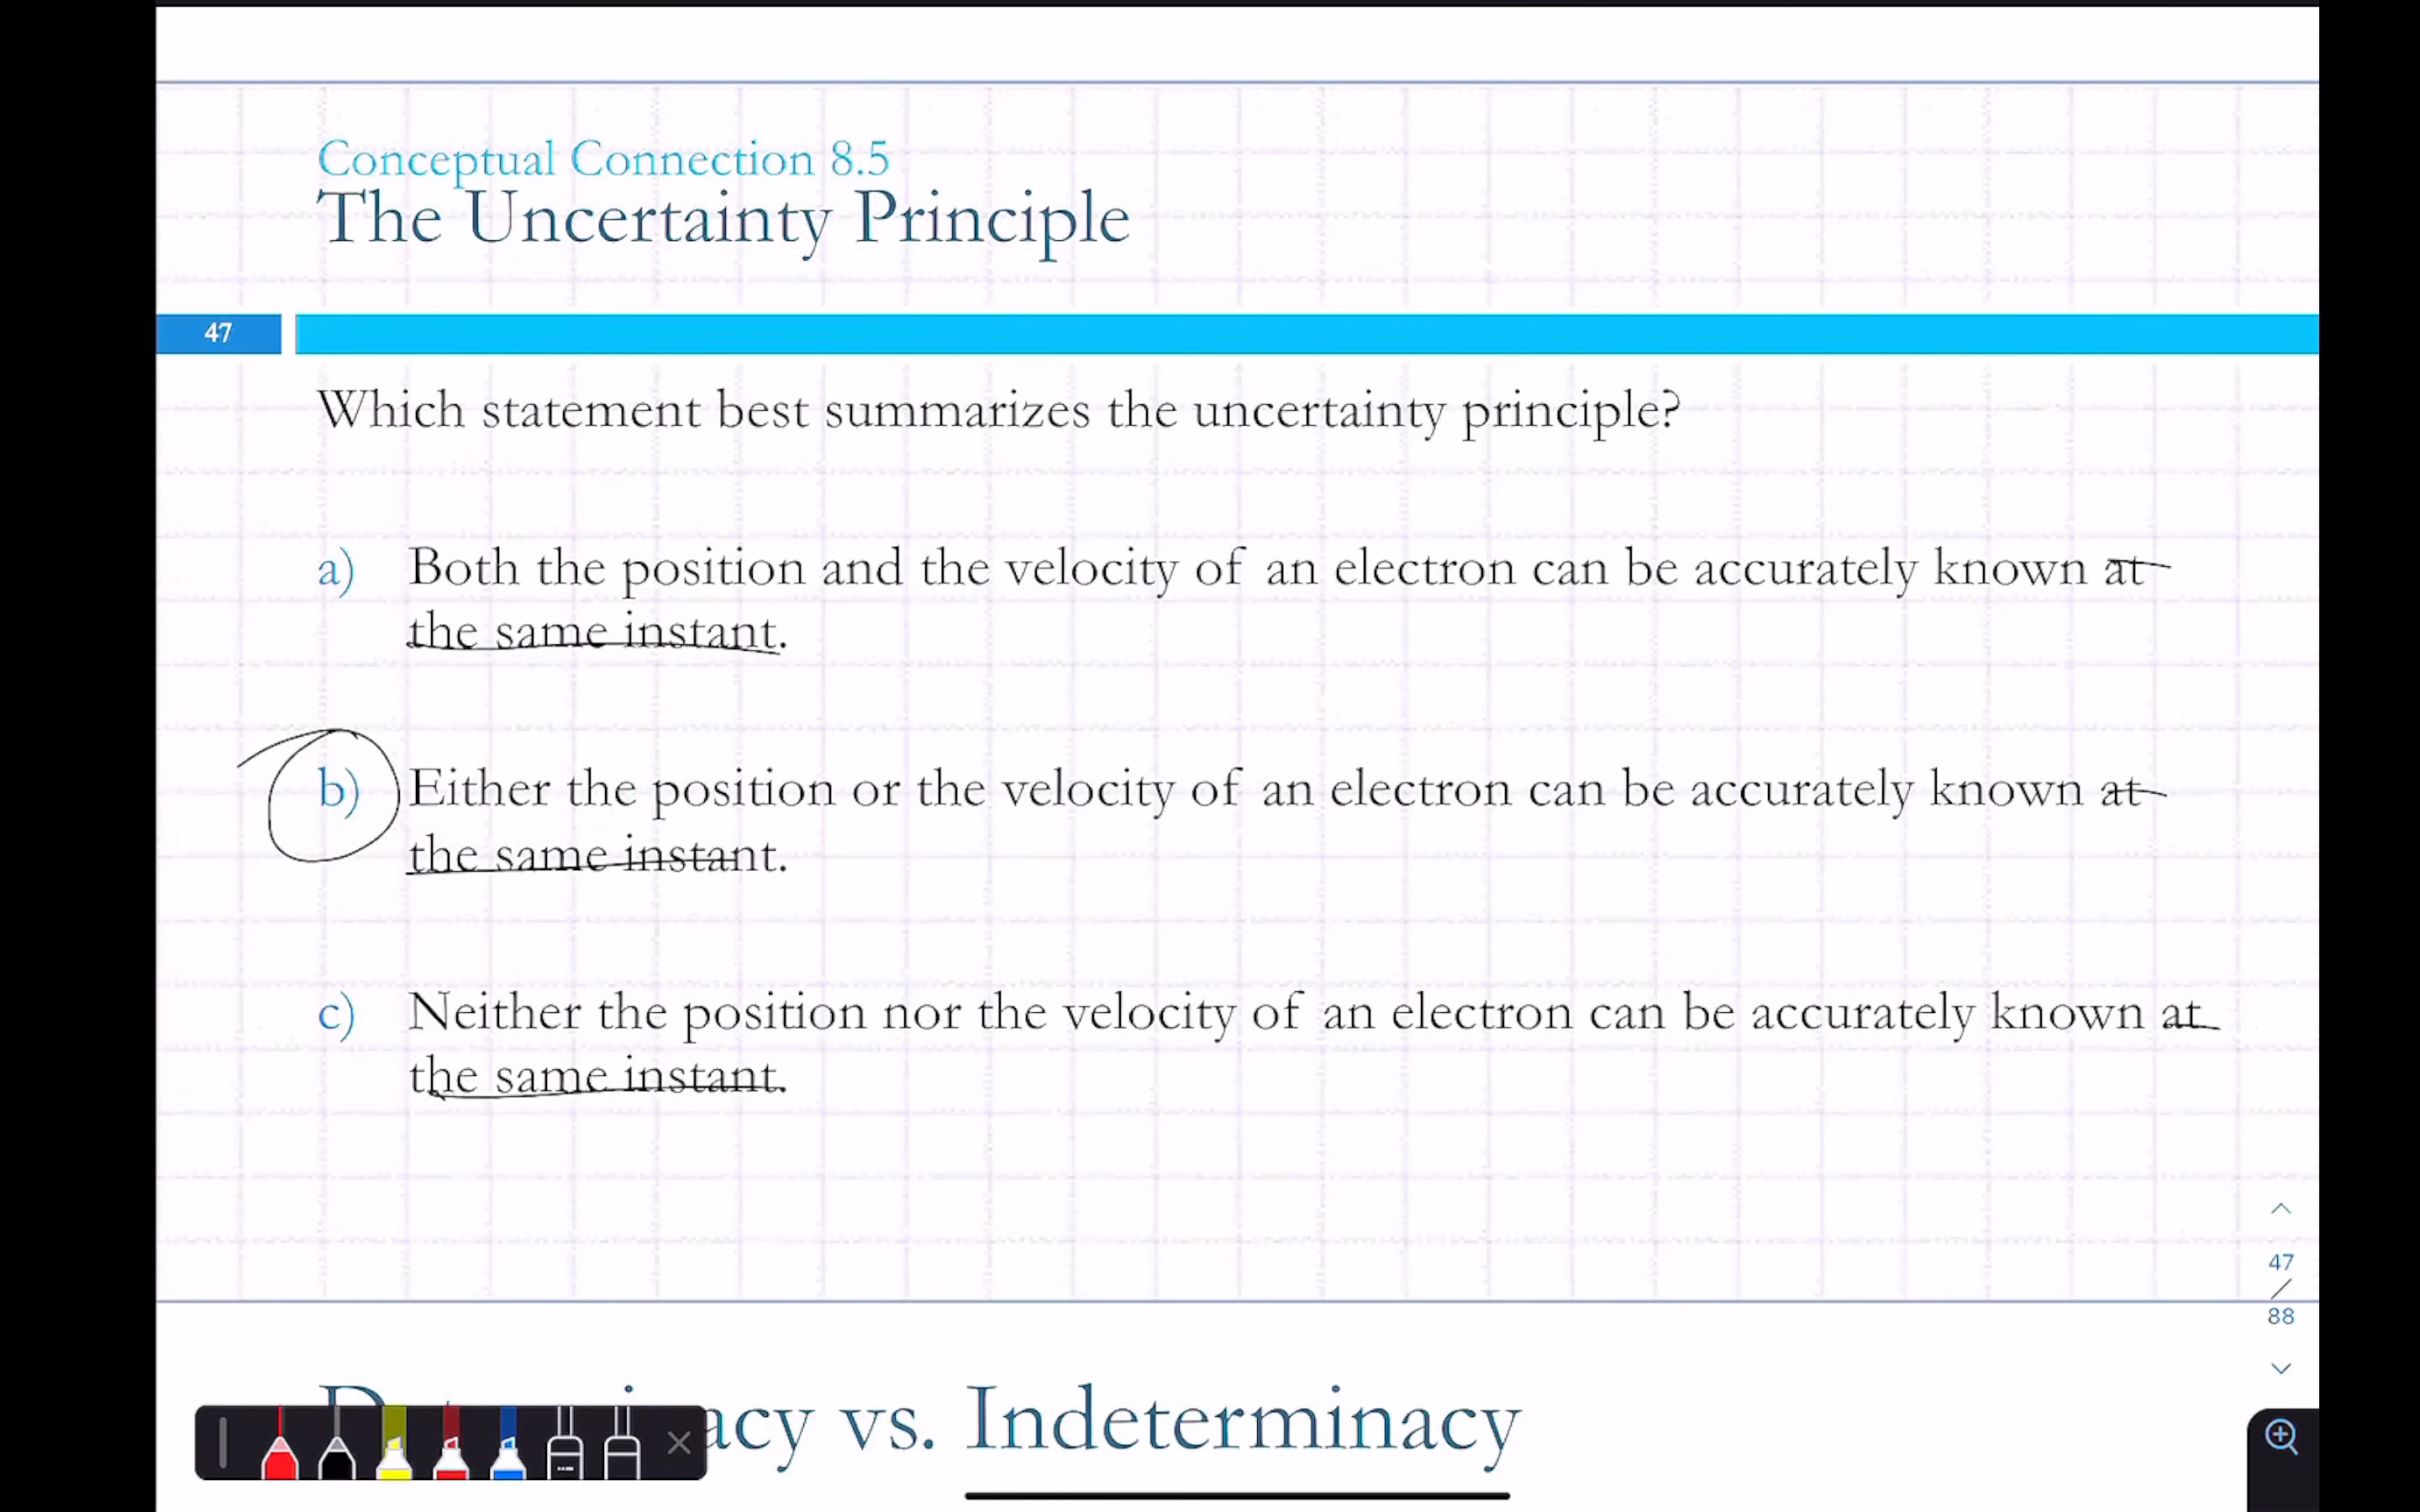 Conceptual Connection 8.5
The Uncertainty Principle
47
Which statement best summarizes the uncertainty principle?
a) Both the position and the velocity of an electron can be accurately known at
the same instant.
b) Either the position or the velocity of an electron can be accurately known at
the same instant.
c) Neither the position nor the velocity of an electron can be accurately known at
the same instant.
47
/
88
vs. Indeterminacy